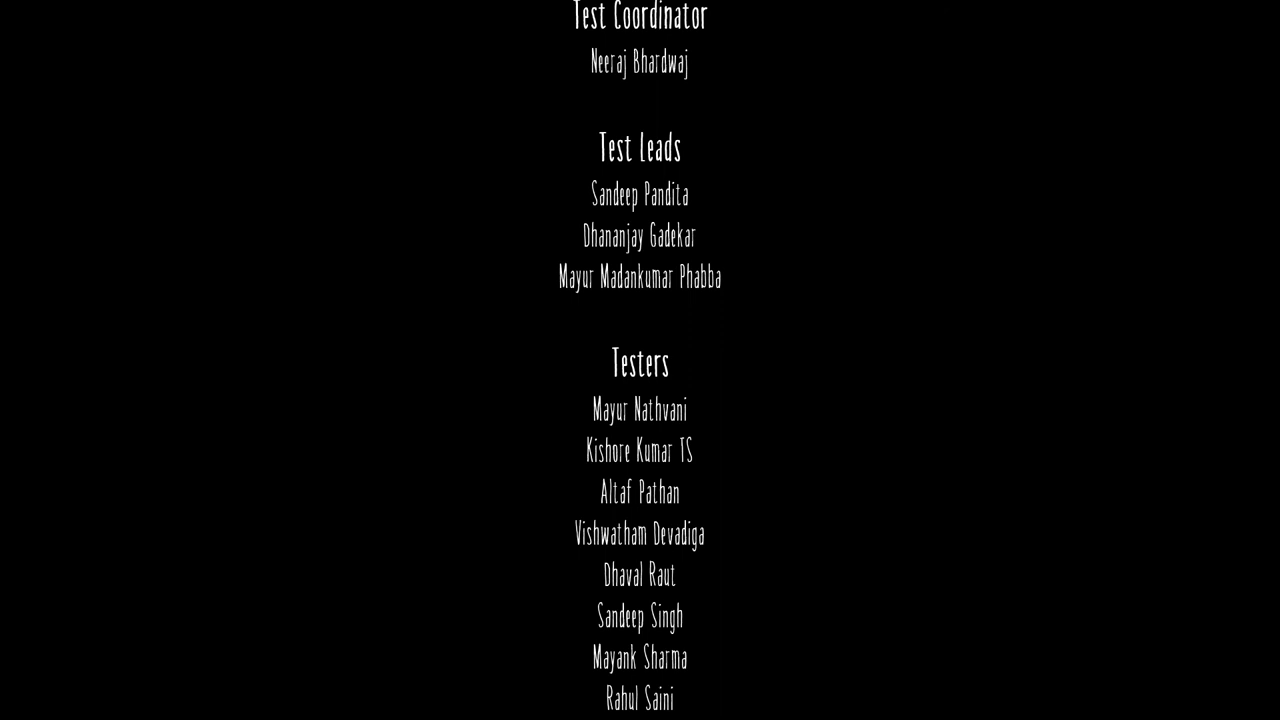 Test Coordinator
Neeraj Bhardwaj
Test Leads
Sandeep Pandita
Dhananjay Gadekar
Mayur Madankumar Phabba
Testers
Mayur Nathvani
Kishore Kumar TS
Altaf Pathan
Vishwatham Devadiga
Dhaval Raut
Sandeep Singh
Mayank Sharma
Rahul Saini